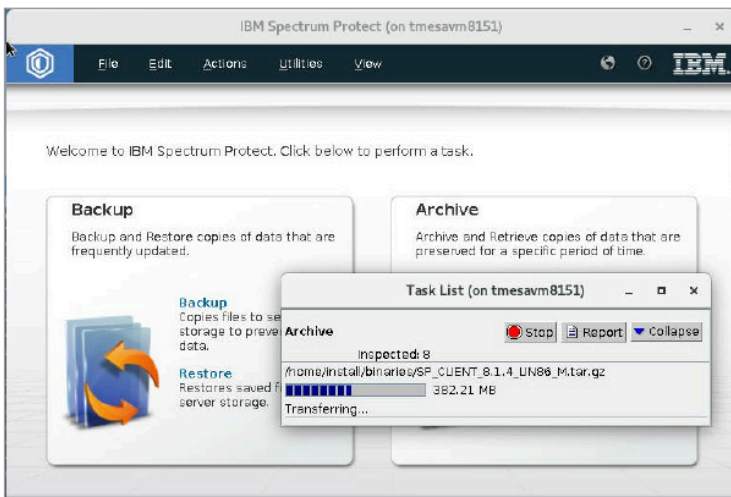 IBM Spectrum Protect (on tmesavm8151)
File Edit Actions Utilities View
IBM.
Welcome to IBM Spectrum Protect. Click below to perform a task.
Backup
Backup and Restore copies of data that are
frequently updated.
Archive
Archive and Retrieve copies of data that are
preserved for a specific period of time.
Backup
Copies files to se
storage to preve
data.
Restore
Restores saved f
server storage.
Task List (on tmesavm8151)
Archive Stop Report Collapse
Inspected: 8
/home/install/binaries/SP_CLIENT_8.1.4_LIN86_M.tar.gz
382.21 MB
Transferring...